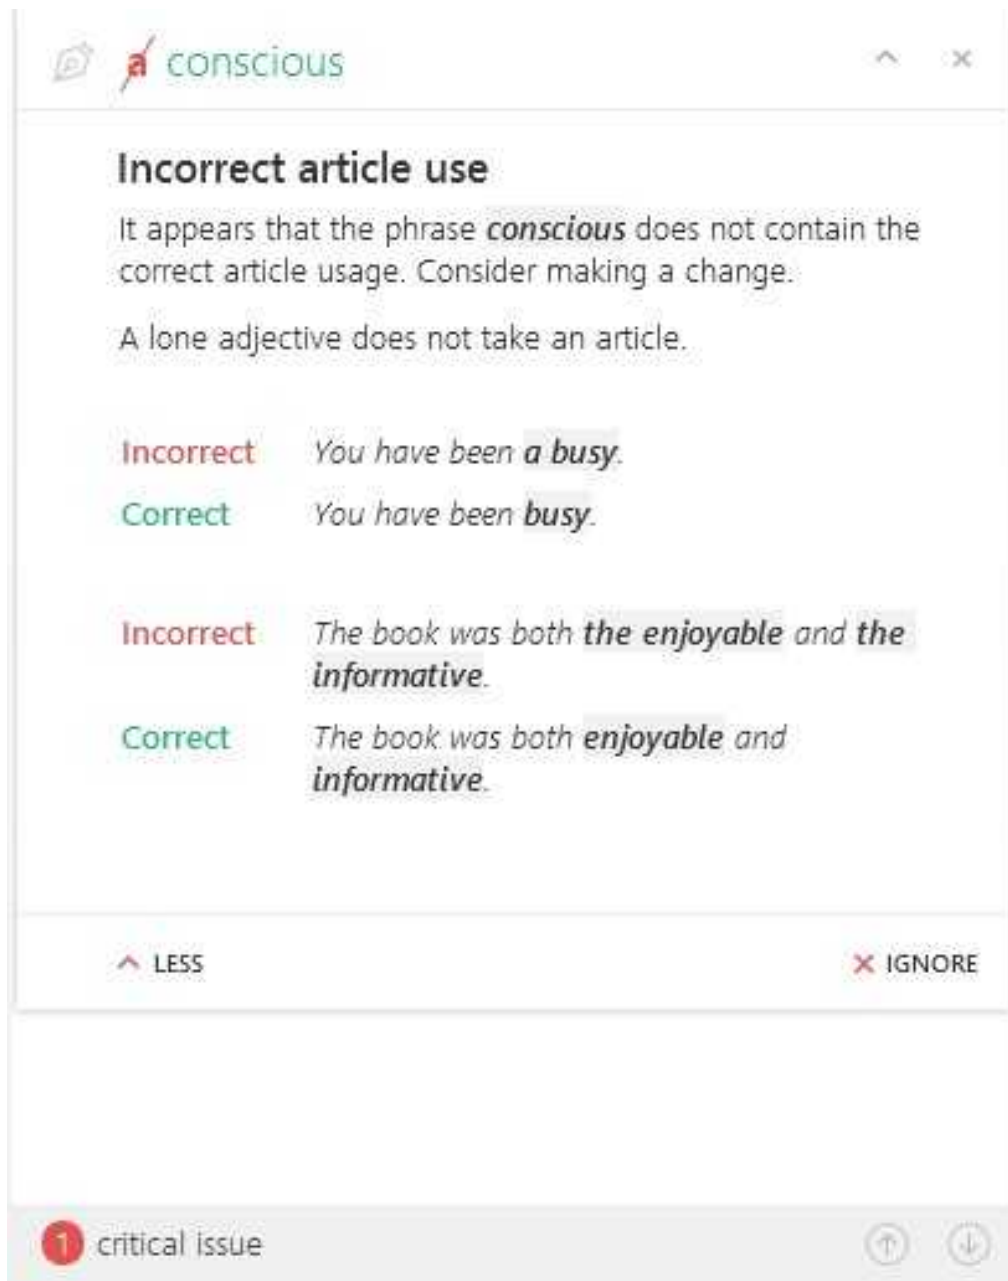 a conscious
Incorrect article use
It appears that the phrase conscious does not contain the
correct article usage. Consider making a change.
A lone adjective does not take an article.
Incorrect You have been a busy.
Correct You have been busy.
Incorrect The book was both the enjoyable and the
informative.
Correct The book was both enjoyable and
informative.
LESS IGNORE
1 critical issue